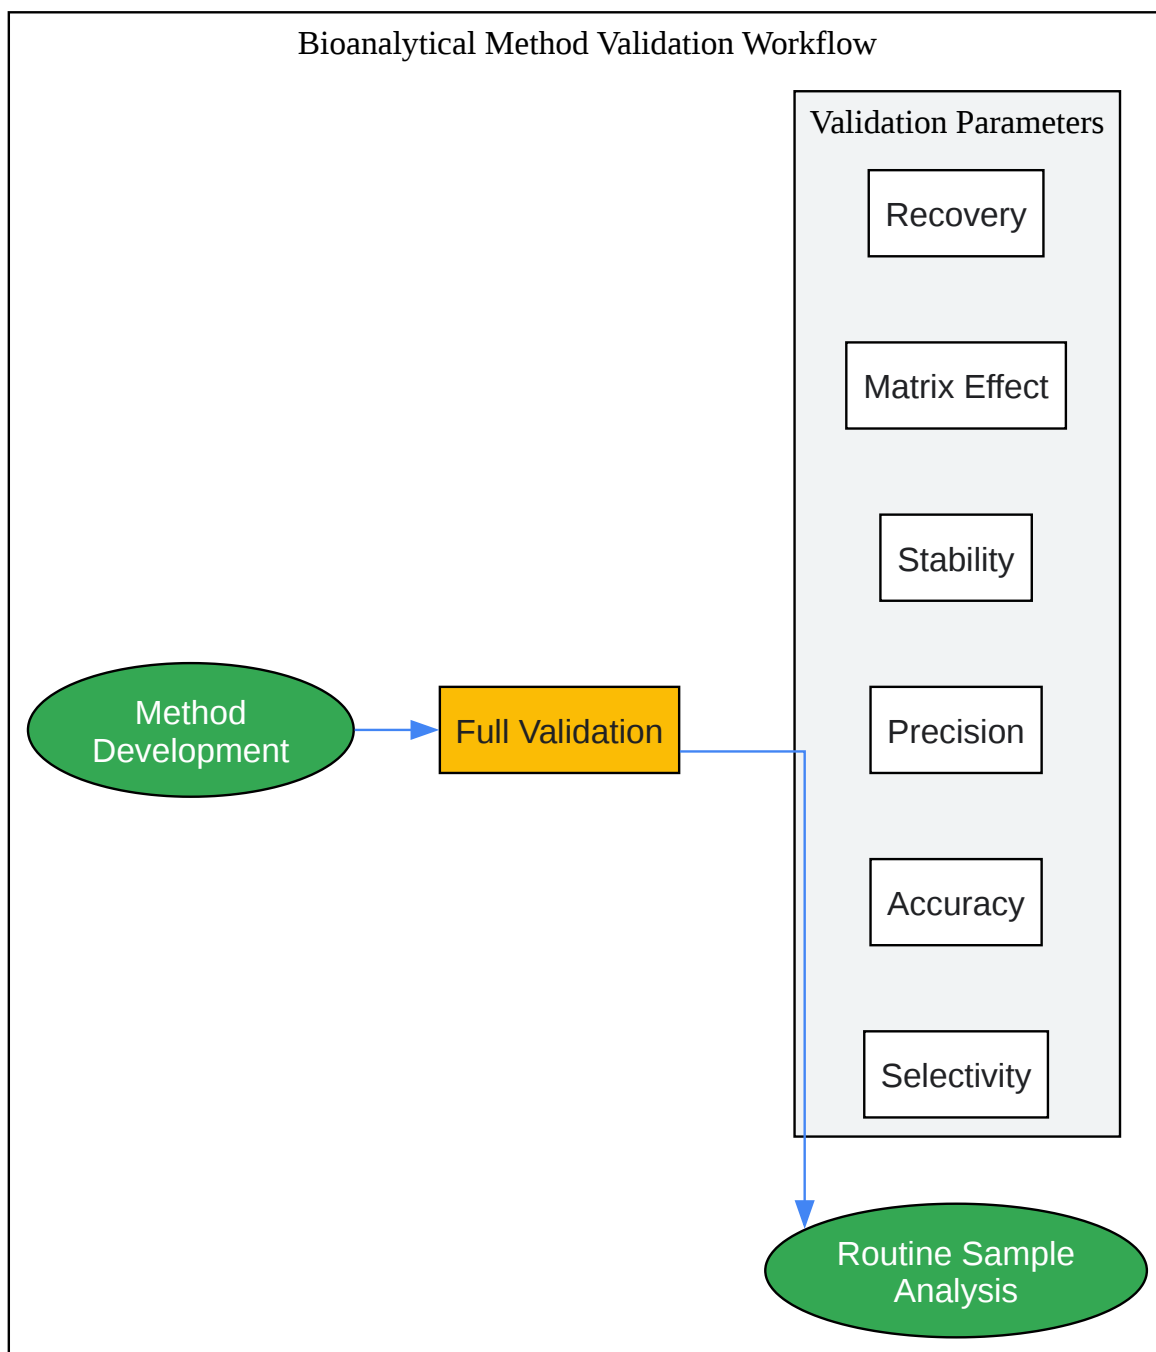 Bioanalytical Method Validation Workflow
Validation Parameters
Recovery
Matrix Effect
Stability
Method
Development
Full Validation
Precision
Accuracy
Selectivity
Routine Sample
Analysis